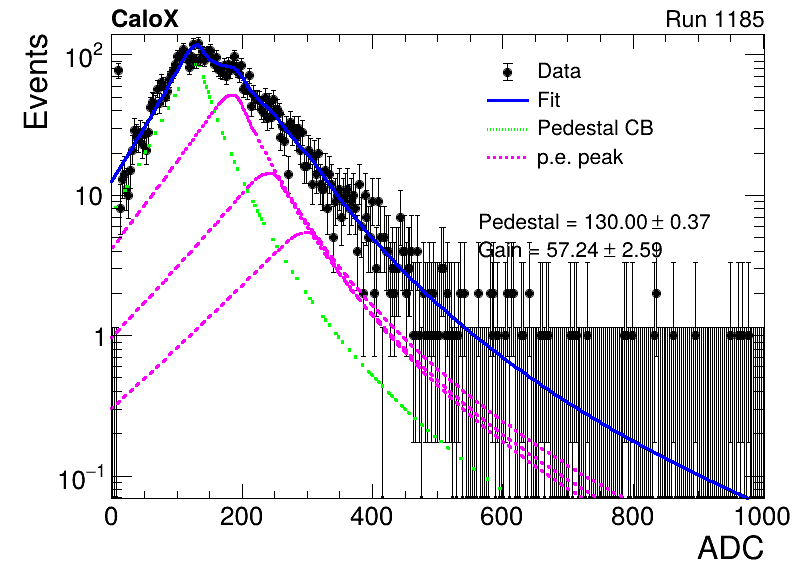 CaloX Run 1185
Events
10²
10
1
10⁻¹
Data
Fit
Pedestal CB
p.e. peak
Pedestal = 130.00 ± 0.37
Gain = 57.24 ± 2.59
0 200 400 600 800 1000
ADC